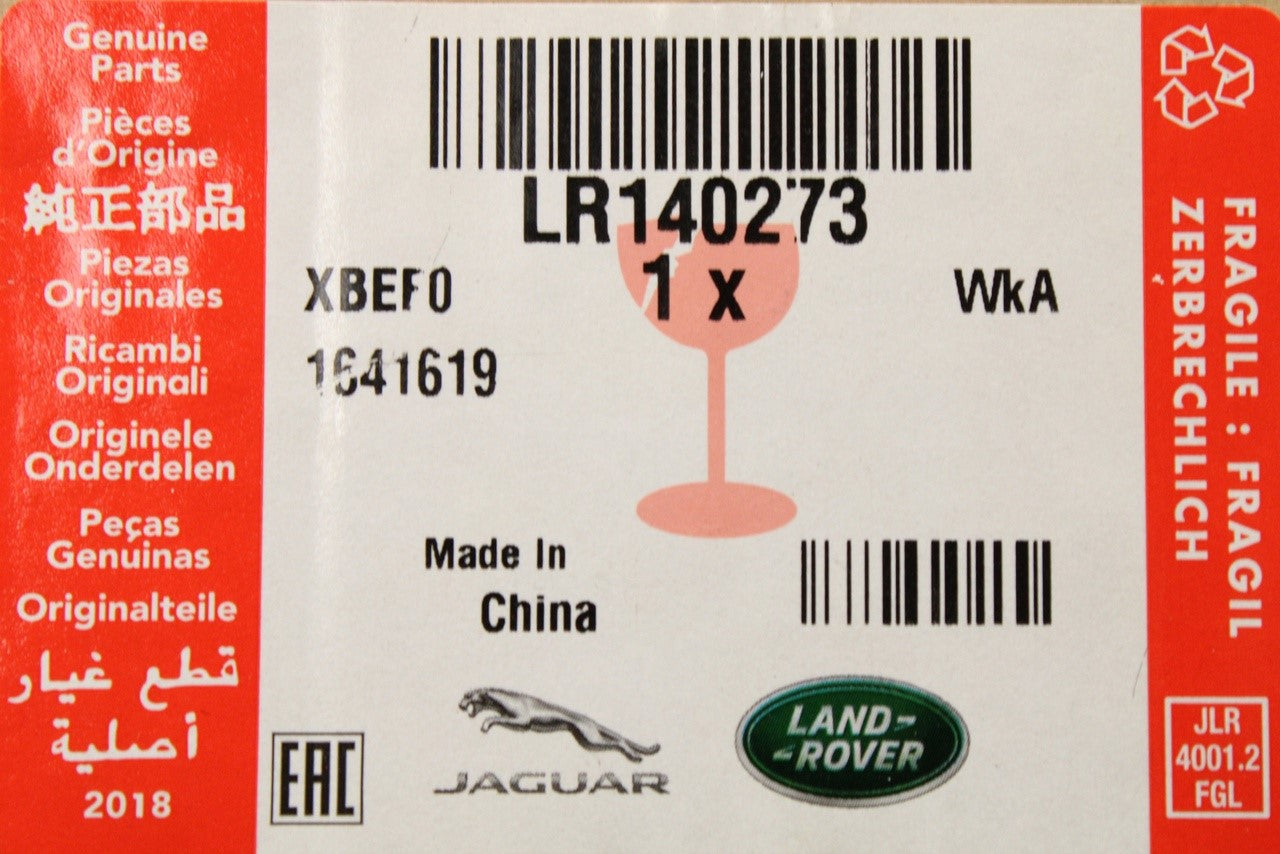 Genuine
Parts
Pièces
d'Origine
純正部品
Piezas
Originales
Ricambi
Originali
Originele
Onderdelen
Peças
Genuinas
Originalteile
قطع غيار
أصلية
2018
LR140273
XBEF0
1 x
WkA
1641619
Made In
China
EAC
JAGUAR
LAND-
-ROVER
FRAGILE : FRAGIL
ZERBRECHLICH
JLR
4001.2
FGL